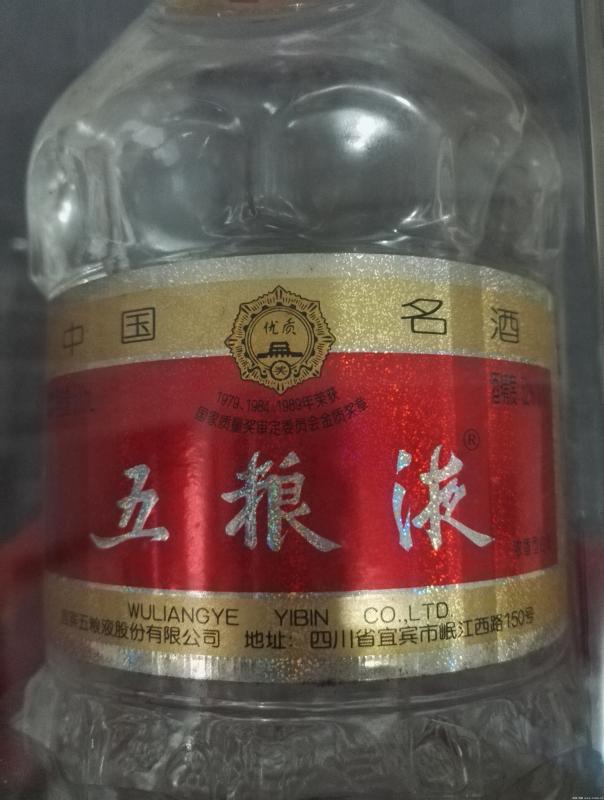 中国 名酒
优质
奖
1979、1984、1989年荣获
国家质量奖审定委员会金质奖章
五粮液®
WULIANGYE YIBIN CO.,LTD.
宜宾五粮液股份有限公司 地址：四川省宜宾市岷江西路150号